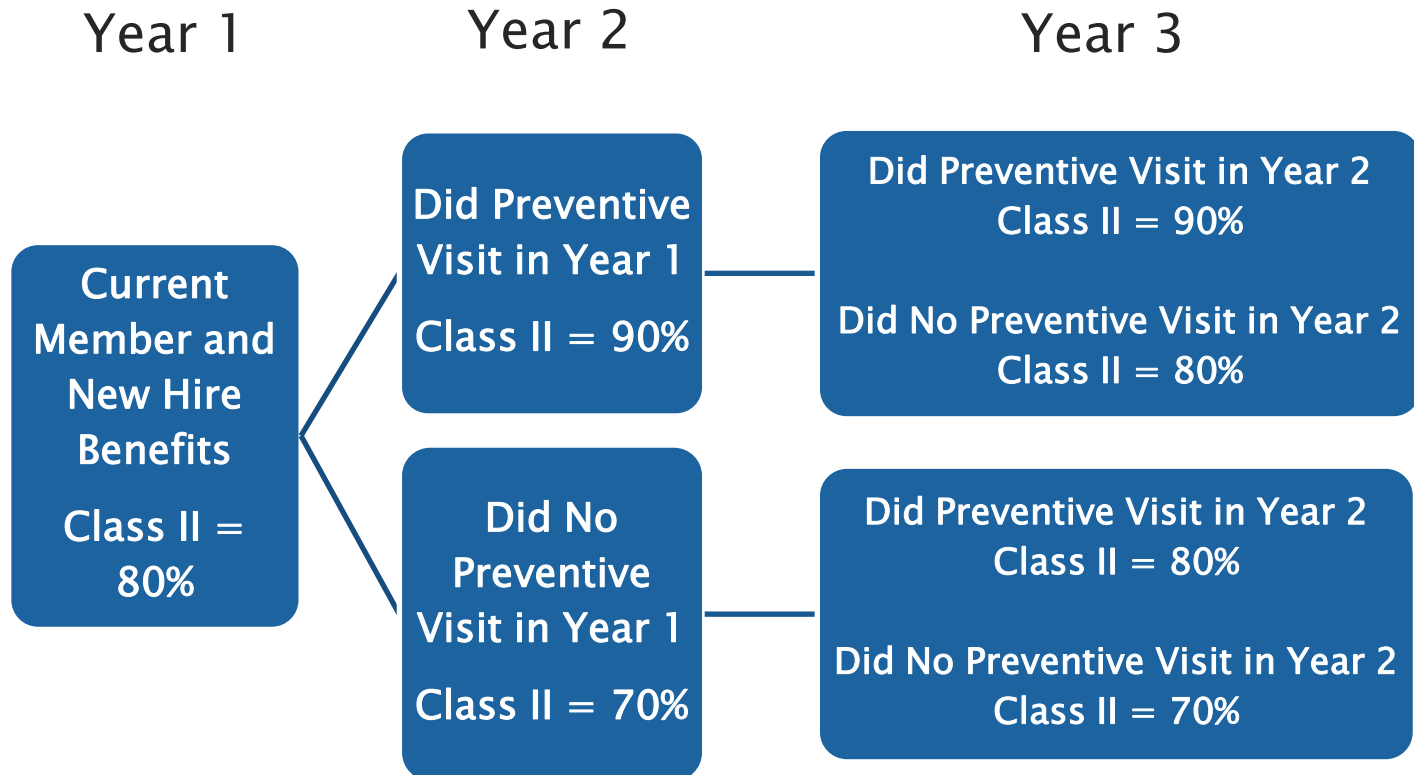 Year 1
Year 2
Year 3
Current
Member and
New Hire
Benefits
Class II =
80%
Did Preventive
Visit in Year 1
Class II = 90%
Did No
Preventive
Visit in Year 1
Class II = 70%
Did Preventive Visit in Year 2
Class II = 90%
Did No Preventive Visit in Year 2
Class II = 80%
Did Preventive Visit in Year 2
Class II = 80%
Did No Preventive Visit in Year 2
Class II = 70%